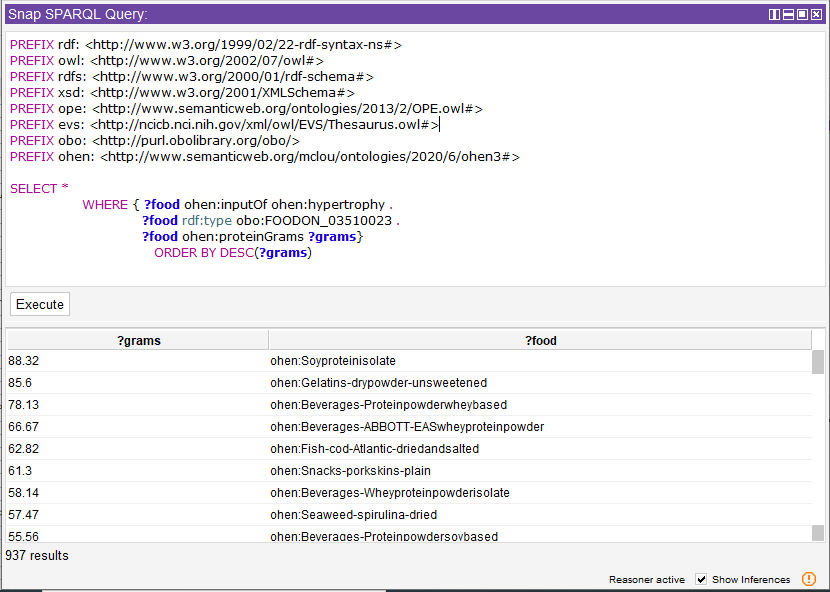 Snap SPARQL Query:
PREFIX rdf: <http://www.w3.org/1999/02/22-rdf-syntax-ns#>
PREFIX owl: <http://www.w3.org/2002/07/owl#>
PREFIX rdfs: <http://www.w3.org/2000/01/rdf-schema#>
PREFIX xsd: <http://www.w3.org/2001/XMLSchema#>
PREFIX ope: <http://www.semanticweb.org/ontologies/2013/2/OPE.owl#>
PREFIX evs: <http://ncicb.nci.nih.gov/xml/owl/EVS/Thesaurus.owl#>
PREFIX obo: <http://purl.obolibrary.org/obo/>
PREFIX ohen: <http://www.semanticweb.org/mclou/ontologies/2020/6/ohen3#>
SELECT *
WHERE { ?food ohen:inputOf ohen:hypertrophy .
?food rdf:type obo:FOODON_03510023 .
?food ohen:proteinGrams ?grams}
ORDER BY DESC(?grams)
Execute
?grams ?food
88.32 ohen:Soyproteinisolate
85.6 ohen:Gelatins-drypowder-unsweetened
78.13 ohen:Beverages-Proteinpowderwheybased
66.67 ohen:Beverages-ABBOTT-EASwheyproteinpowder
62.82 ohen:Fish-cod-Atlantic-driedandsalted
61.3 ohen:Snacks-porkskins-plain
58.14 ohen:Beverages-Wheyproteinpowderisolate
57.47 ohen:Seaweed-spirulina-dried
55.56 ohen:Beverages-Proteinpowdersoybased
937 results
Reasoner active Show Inferences